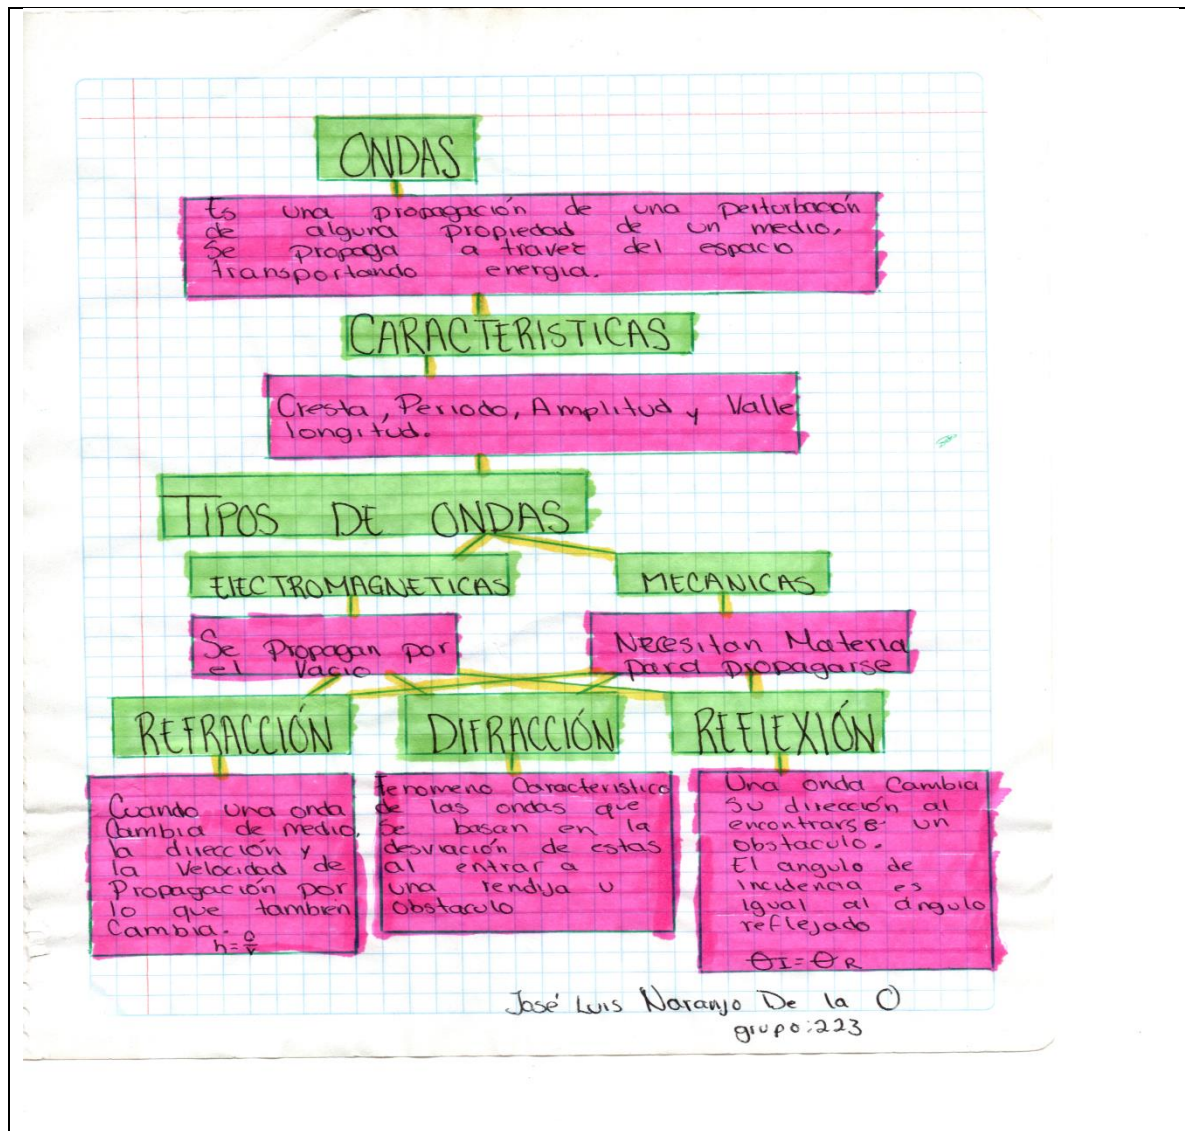 ONDAS
Es una propagación de una perturbación
de alguna propiedad de un medio,
Se propaga a travez del espacio
transportando energia.
CARACTERISTICAS
Cresta, Periodo, Amplitud y Valle
longitud.
TIPOS DE ONDAS
ELECTROMAGNETICAS
MECANICAS
Se Propagan por
el Vacio
Necesitan Materia
para propagarse
REFRACCIÓN
DIFRACCIÓN
REFLEXIÓN
Cuando una onda
Cambia de medio,
la dirección y
la Velocidad de
Propagación por
lo que tambien
Cambia.
fenomeno Caracteristico
de las ondas que
se basan en la
desviación de estas
al entrar a
una rendija u
obstaculo
Una onda Cambia
su dirección al
encontrarse un
obstaculo.
El angulo de
incidencia es
igual al ángulo
reflejado
θI = θR
José Luis Naranjo De la O
grupo:223